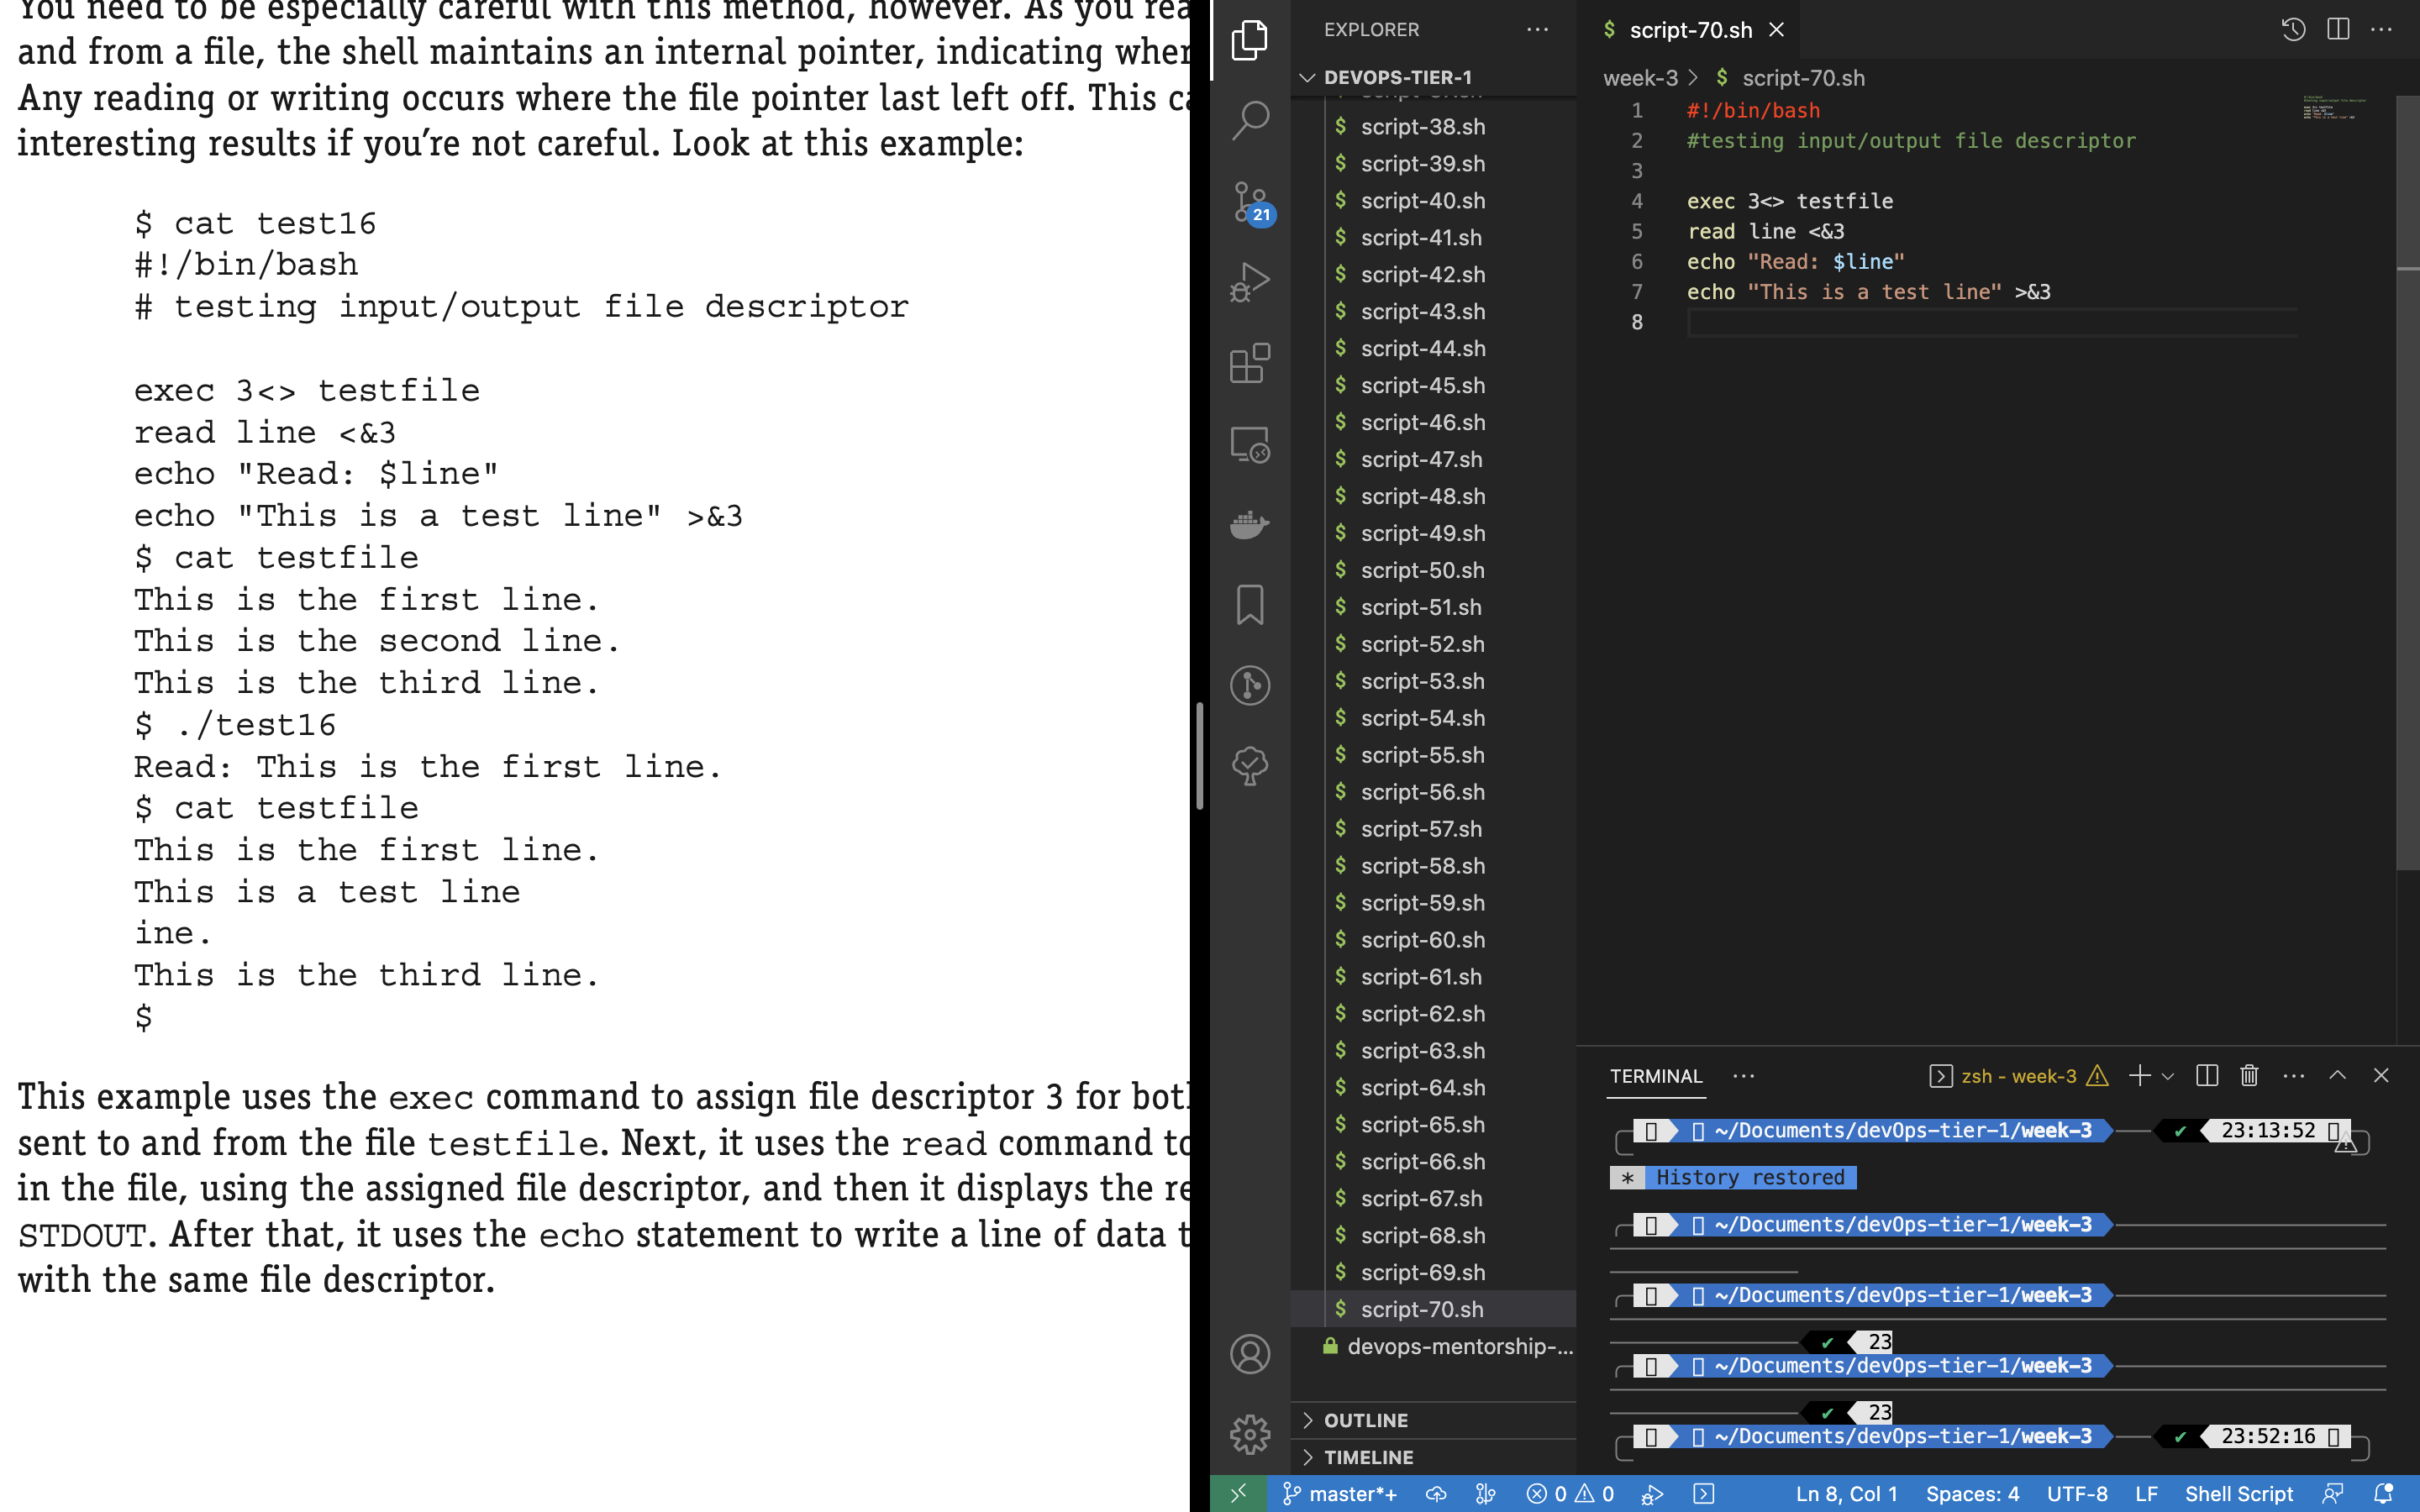 You need to be especially careful with this method, however. As you rea
and from a file, the shell maintains an internal pointer, indicating wher
Any reading or writing occurs where the file pointer last left off. This ca
interesting results if you’re not careful. Look at this example:
$ cat test16
#!/bin/bash
# testing input/output file descriptor
exec 3<> testfile
read line <&3
echo "Read: $line"
echo "This is a test line" >&3
$ cat testfile
This is the first line.
This is the second line.
This is the third line.
$ ./test16
Read: This is the first line.
$ cat testfile
This is the first line.
This is a test line
ine.
This is the third line.
$
This example uses the exec command to assign file descriptor 3 for both
sent to and from the file testfile. Next, it uses the read command to
in the file, using the assigned file descriptor, and then it displays the re
STDOUT. After that, it uses the echo statement to write a line of data t
with the same file descriptor.
21
EXPLORER
DEVOPS-TIER-1
$ script-38.sh
$ script-39.sh
$ script-40.sh
$ script-41.sh
$ script-42.sh
$ script-43.sh
$ script-44.sh
$ script-45.sh
$ script-46.sh
$ script-47.sh
$ script-48.sh
$ script-49.sh
$ script-50.sh
$ script-51.sh
$ script-52.sh
$ script-53.sh
$ script-54.sh
$ script-55.sh
$ script-56.sh
$ script-57.sh
$ script-58.sh
$ script-59.sh
$ script-60.sh
$ script-61.sh
$ script-62.sh
$ script-63.sh
$ script-64.sh
$ script-65.sh
$ script-66.sh
$ script-67.sh
$ script-68.sh
$ script-69.sh
$ script-70.sh
devops-mentorship-...
OUTLINE
TIMELINE
$ script-70.sh
week-3 > $ script-70.sh
1 #!/bin/bash
2 #testing input/output file descriptor
3
4 exec 3<> testfile
5 read line <&3
6 echo "Read: $line"
7 echo "This is a test line" >&3
8
TERMINAL
zsh - week-3
~/Documents/devOps-tier-1/week-3 ✔ 23:13:52
* History restored
~/Documents/devOps-tier-1/week-3
~/Documents/devOps-tier-1/week-3
✔ 23
~/Documents/devOps-tier-1/week-3
✔ 23
~/Documents/devOps-tier-1/week-3 ✔ 23:52:16
master*+ 0 0 Ln 8, Col 1 Spaces: 4 UTF-8 LF Shell Script